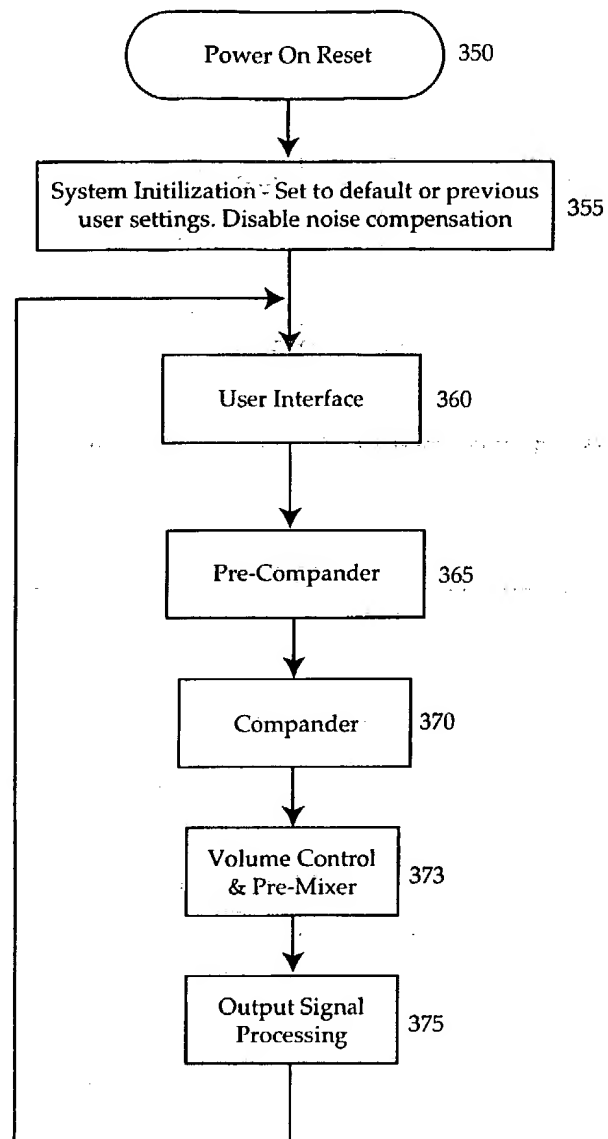 Power On Reset 350
System Initilization - Set to default or previous
user settings. Disable noise compensation 355
User Interface 360
Pre-Compander 365
Compander 370
Volume Control
& Pre-Mixer 373
Output Signal
Processing 375